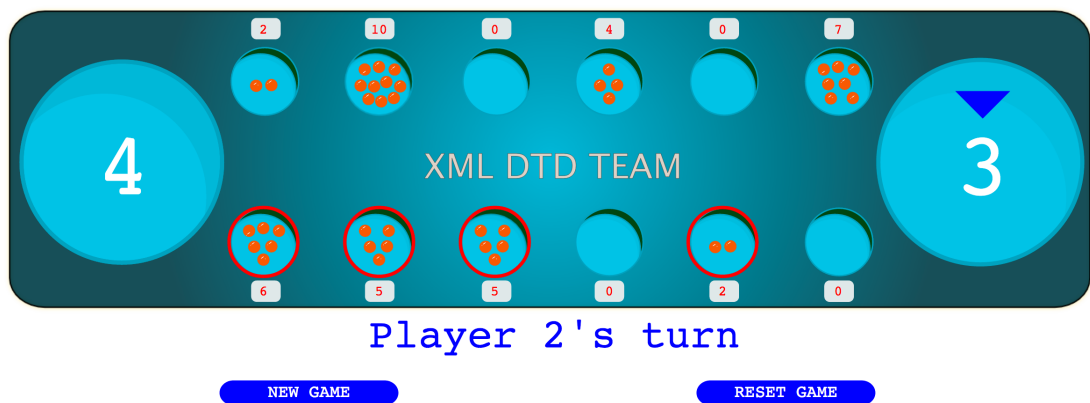 2 10 0 4 0 7
4 XML DTD TEAM 3
6 5 5 0 2 0
Player 2's turn
NEW GAME RESET GAME